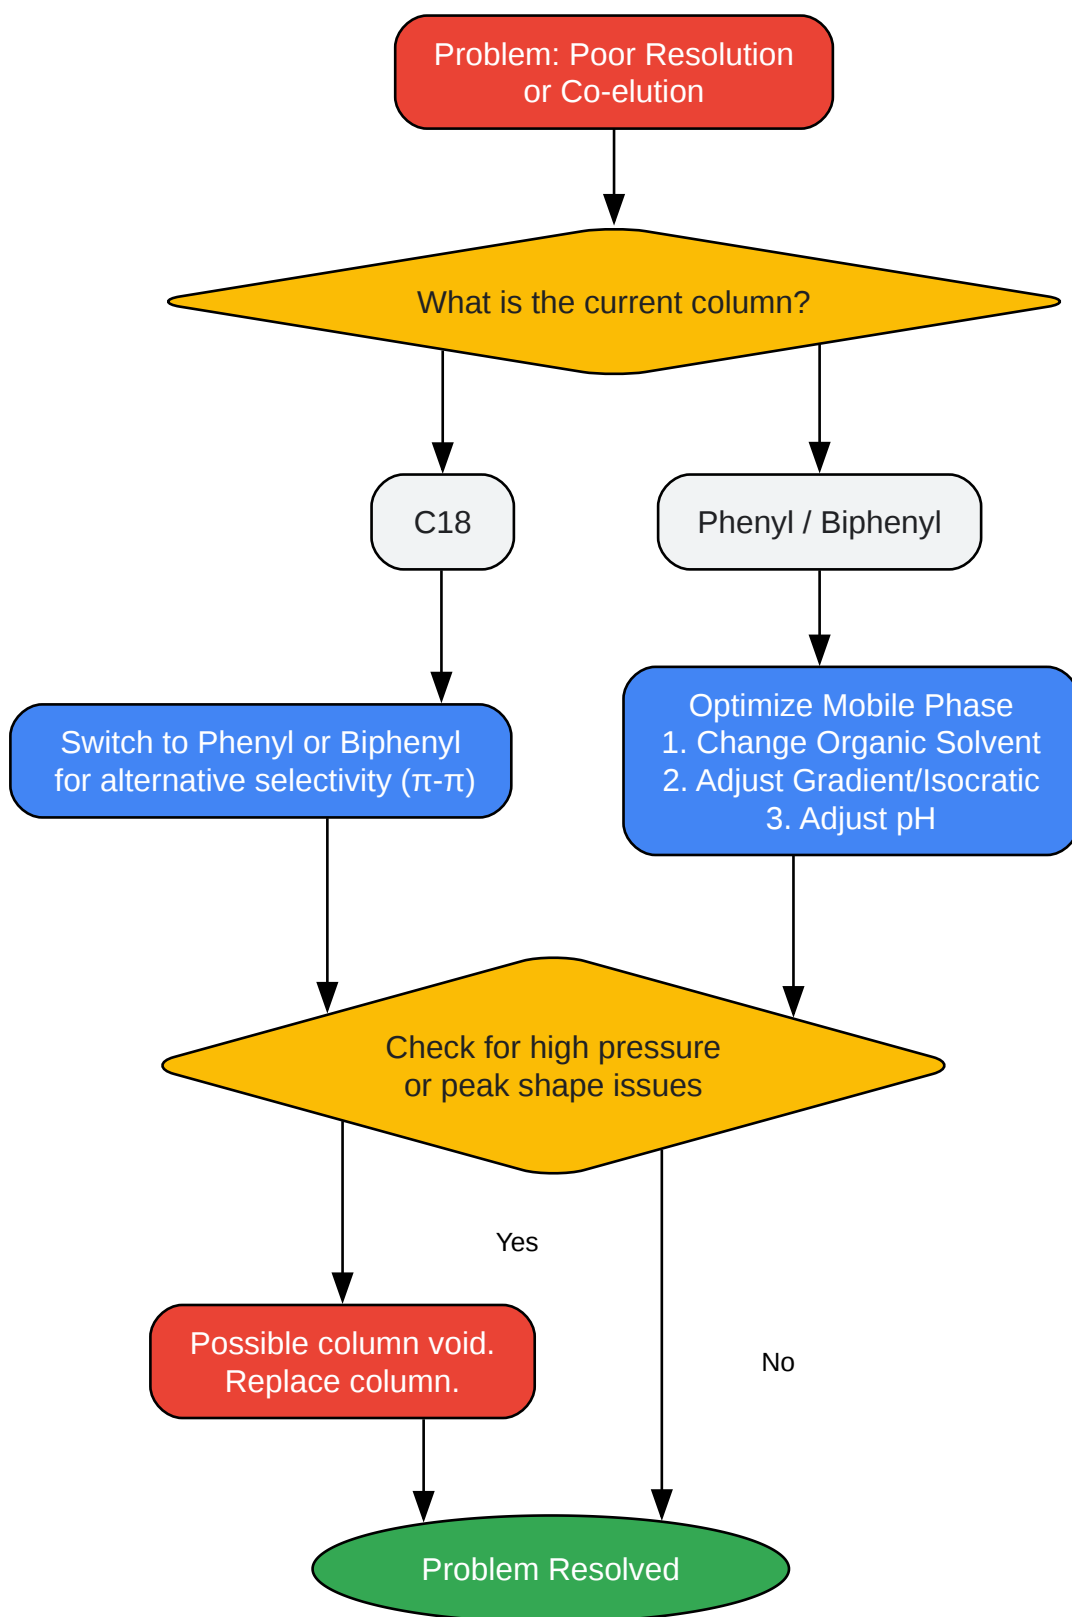 Problem: Poor Resolution
or Co-elution
What is the current column?
C18
Phenyl / Biphenyl
Switch to Phenyl or Biphenyl
for alternative selectivity (π-π)
Optimize Mobile Phase
1. Change Organic Solvent
2. Adjust Gradient/Isocratic
3. Adjust pH
Check for high pressure
or peak shape issues
Yes
No
Possible column void.
Replace column.
Problem Resolved